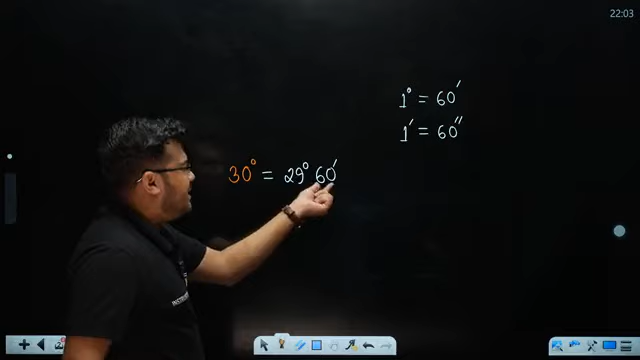 22:03
1° = 60′
1′ = 60″
30° = 29° 60′